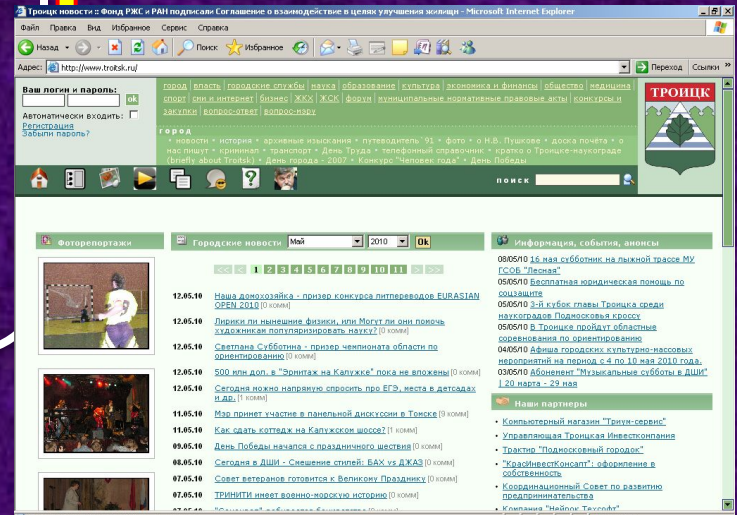 Троицк новости :: Фонд РЖС и РАН подписали Соглашение о взаимодействие в целях улучшения жилищн - Microsoft Internet Explorer
Файл Правка Вид Избранное Сервис Справка
Назад Поиск Избранное
Адрес: http://www.troitsk.ru/ Переход Ссылки »
Ваш логин и пароль:
ok
Автоматически входить:
Регистрация
Забыли пароль?
город | власть | городские службы | наука | образование | культура | экономика и финансы | общество | медицина |
спорт | сми и интернет | бизнес | ЖКХ | ЖСК | форум | муниципальные нормативные правовые акты | конкурсы и
закупки | вопрос-ответ | вопрос-мэру
город
• новости • история • архивные изыскания • путеводитель`91 • фото • о Н.В. Пушкове • доска почёта • о
нас пишут • криминал • транспорт • День Труда • телефонный справочник • кратко о Троицке-наукограде
(briefly about Troitsk) • День города - 2007 • Конкурс "Человек года" • День Победы
ТРОИЦК
поиск
Фоторепортажи
Городские новости Май 2010 Ok
<< < 1 2 3 4 5 6 7 8 9 10 11 > >>
12.05.10 Наша домохозяйка - призер конкурса питпереводов EURASIAN
OPEN 2010 [0 комм]
12.05.10 Лирики ли нынешние физики, или Могут ли они помочь
художникам популяризировать науку? [0 комм]
12.05.10 Светлана Субботина - призер чемпионата области по
ориентированию [0 комм]
12.05.10 500 млн дол. в "Эрмитаж на Калужке" пока не вложены [0 комм]
12.05.10 Сегодня можно напрямую спросить про ЕГЭ, места в детсадах
и др. [1 комм]
11.05.10 Мэр примет участие в панельной дискуссии в Томске [9 комм]
11.05.10 Как сдать коттедж на Калужском шоссе? [1 комм]
09.05.10 День Победы начался с праздничного шествия [0 комм]
08.05.10 Сегодня в ДШИ - Смешение стилей: БАХ vs ДЖАЗ [0 комм]
07.05.10 Совет ветеранов готовится к Великому Празднику [0 комм]
07.05.10 ТРИНИТИ имеет военно-морскую историю [0 комм]
Информация, события, анонсы
08/05/10 16 мая субботник на лыжной трассе МУ
ГСОБ "Лесная"
05/05/10 Бесплатная юридическая помощь по
соцзащите
05/05/10 3-й кубок главы Троицка среди
наукоградов Подмосковья кроссу
05/05/10 В Троицке пройдут областные
соревнования по ориентированию
04/05/10 Афиша городских культурно-массовых
мероприятий на период с 4 по 10 мая 2010 года.
03/05/10 Абонемент "Музыкальные субботы в ДШИ"
| 20 марта - 29 мая
Наши партнеры
• Компьютерный магазин "Триум-сервис"
• Управляющая Троицкая Инвесткомпания
• Трактир "Подмосковный городок"
• "КрасИнвестКонсалт": оформление в
собственность
• Координационный Совет по развитию
предпринимательства
• Компания "Нейрок Техсофт"